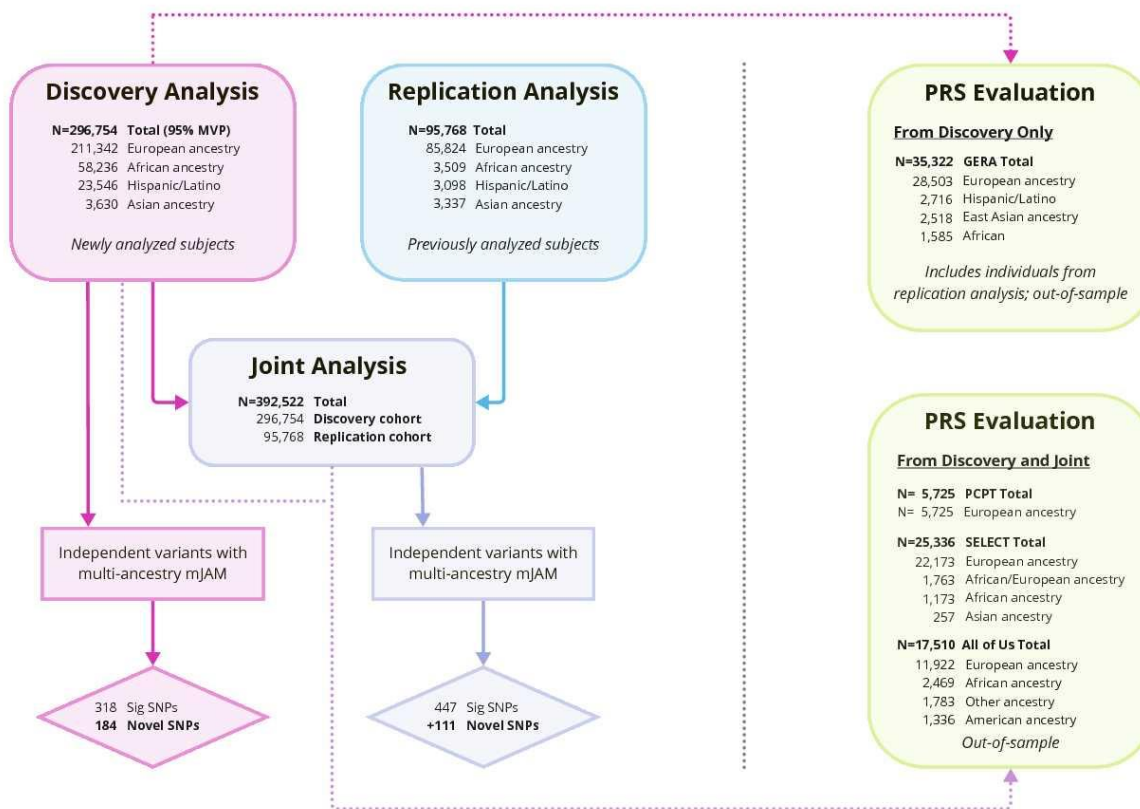 Discovery Analysis
N=296,754 Total (95% MVP)
211,342 European ancestry
58,236 African ancestry
23,546 Hispanic/Latino
3,630 Asian ancestry
Newly analyzed subjects
Replication Analysis
N=95,768 Total
85,824 European ancestry
3,509 African ancestry
3,098 Hispanic/Latino
3,337 Asian ancestry
Previously analyzed subjects
Joint Analysis
N=392,522 Total
296,754 Discovery cohort
95,768 Replication cohort
Independent variants with
multi-ancestry mJAM
318 Sig SNPs
184 Novel SNPs
Independent variants with
multi-ancestry mJAM
447 Sig SNPs
+111 Novel SNPs
PRS Evaluation
From Discovery Only
N=35,322 GERA Total
28,503 European ancestry
2,716 Hispanic/Latino
2,518 East Asian ancestry
1,585 African
Includes individuals from
replication analysis; out-of-sample
PRS Evaluation
From Discovery and Joint
N= 5,725 PCPT Total
N= 5,725 European ancestry
N=25,336 SELECT Total
22,173 European ancestry
1,763 African/European ancestry
1,173 African ancestry
257 Asian ancestry
N=17,510 All of Us Total
11,922 European ancestry
2,469 African ancestry
1,783 Other ancestry
1,336 American ancestry
Out-of-sample